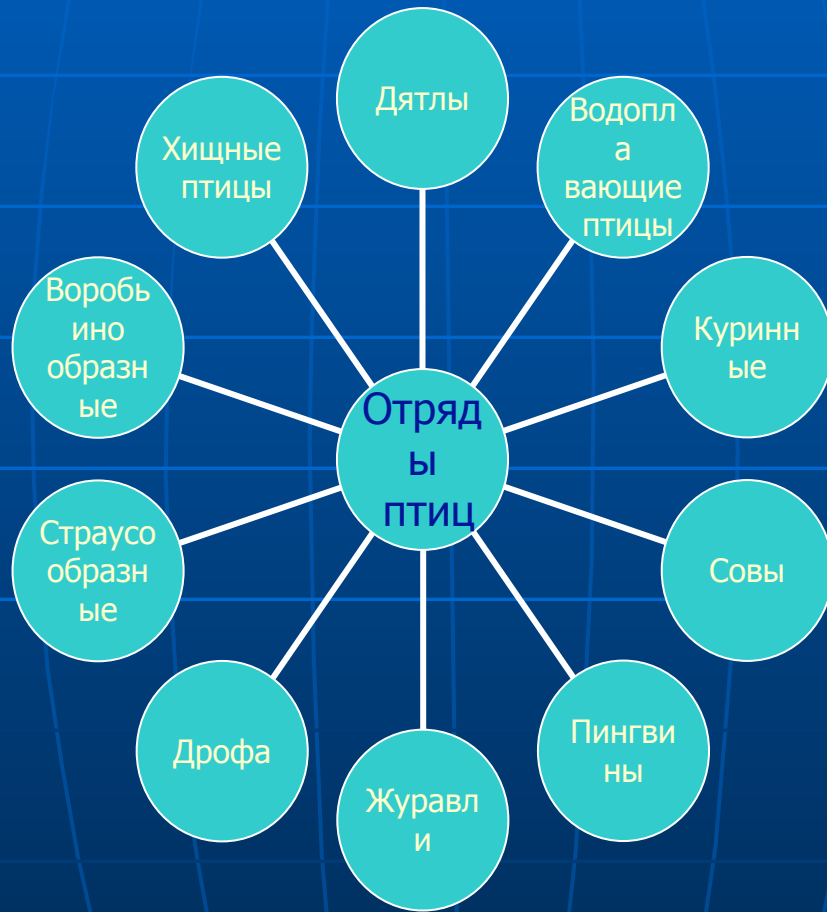 Дятлы
Водопл
а
вающие
птицы
Куринн
ые
Совы
Пингви
ны
Журавл
и
Дрофа
Страусо
образн
ые
Воробь
ино
образн
ые
Хищные
птицы
Отряд
ы
птиц